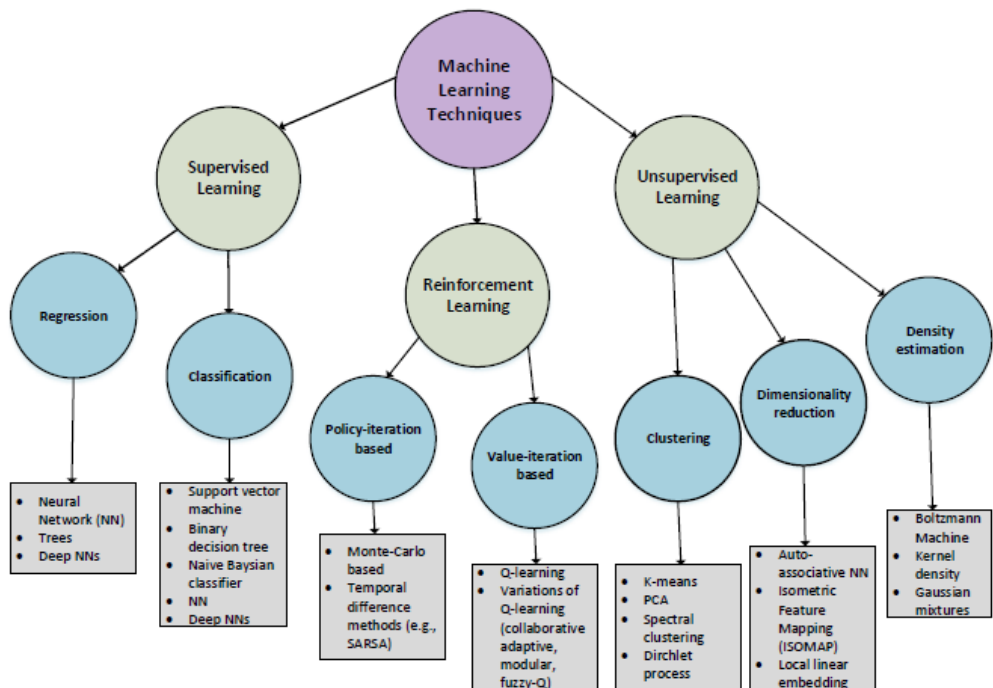 Machine
Learning
Techniques
Supervised
Learning
Unsupervised
Learning
Reinforcement
Learning
Regression
Classification
Policy-iteration
based
Value-iteration
based
Clustering
Dimensionality
reduction
Density
estimation
• Neural
Network (NN)
• Trees
• Deep NNs
• Support vector
machine
• Binary
decision tree
• Naive Baysian
classifier
• NN
• Deep NNs
• Monte-Carlo
based
• Temporal
difference
methods (e.g.,
SARSA)
• Q-learning
• Variations of
Q-learning
(collaborative
adaptive,
modular,
fuzzy-Q)
• K-means
• PCA
• Spectral
clustering
• Dirchlet
process
• Auto-
associative NN
• Isometric
Feature
Mapping
(ISOMAP)
• Local linear
embedding
• Boltzmann
Machine
• Kernel
density
• Gaussian
mixtures